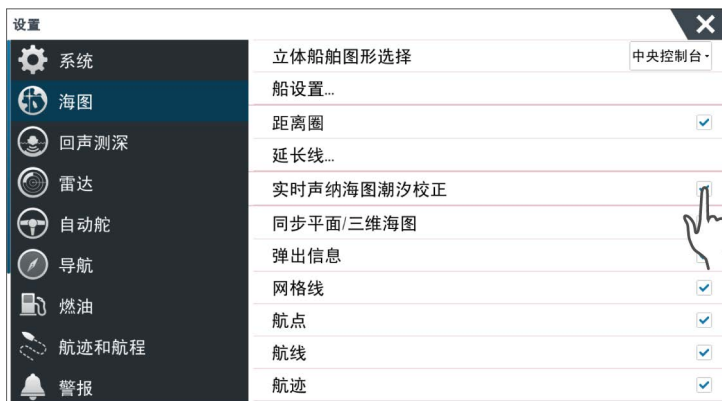 设置
系统
海图
回声测深
雷达
自动舵
导航
燃油
航迹和航程
警报
立体船舶图形选择
中央控制台
船设置...
距离圈
延长线...
实时声纳海图潮汐校正
同步平面/三维海图
弹出信息
网格线
航点
航线
航迹